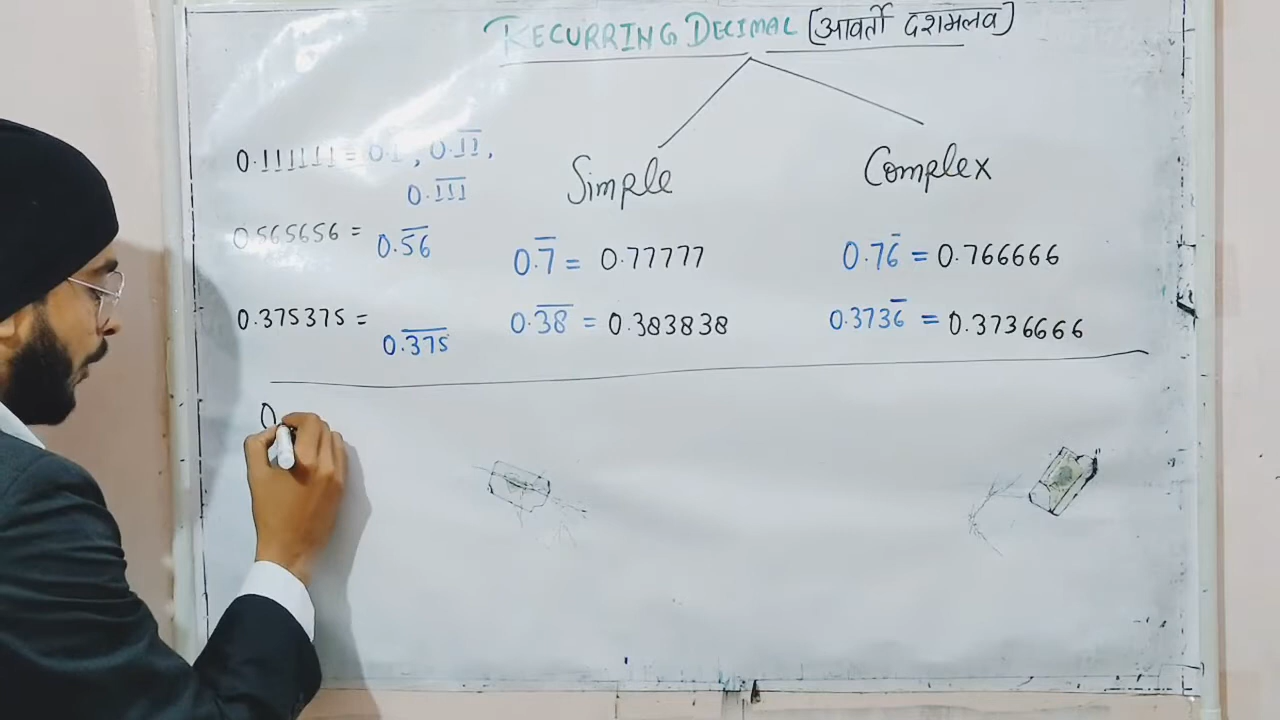 RECURRING DECIMAL (आवर्ती दशमलव)
Simple
Complex
0.111111 = 0.1̅, 0.1̅1̅,
0.1̅1̅1̅
0.565656 = 0.5̅6̅
0.375375 =
0.3̅7̅5̅
0.7̅ = 0.77777
0.3̅8̅ = 0.383838
0.76̅ = 0.766666
0.3736̅ = 0.3736666
0